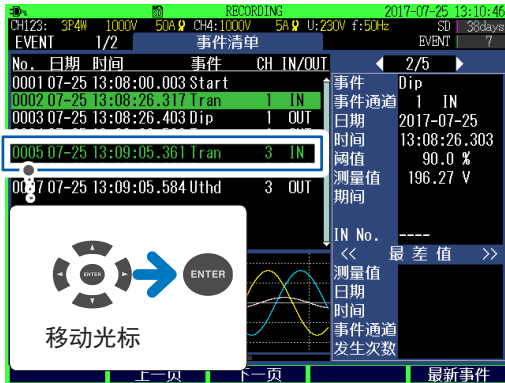 RECORDING 2017-07-25 13:10:46
CH123: 3P4W 1000V 50A CH4:1000V 5A U:230V f:50Hz SD 38days
EVENT 1/2 事件清单 EVENT 7
No. 日期 时间 事件 CH IN/OUT
0001 07-25 13:08:00.003 Start
0002 07-25 13:08:26.317 Tran 1 IN
0003 07-25 13:08:26.403 Dip 1 OUT
0005 07-25 13:09:05.361 Tran 3 IN
0007 07-25 13:09:05.584 Uthd 3 OUT
2/5
事件 Dip
事件通道 1 IN
日期 2017-07-25
时间 13:08:26.303
阈值 90.0 %
测量值 196.27 V
期间
IN No. ----
<< 最差值 >>
测量值
日期
时间
事件通道
发生次数
ENTER
ENTER
移动光标
上一页 下一页 最新事件